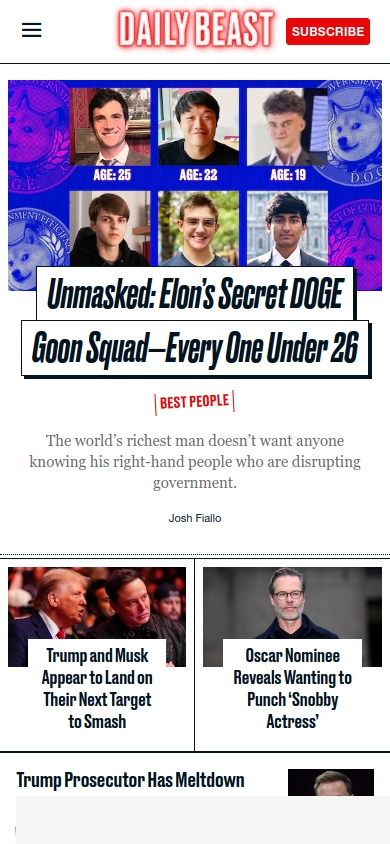 DAILY BEAST
SUBSCRIBE
AGE: 25
AGE: 22
AGE: 19
D.O.G
G.E.
Unmasked: Elon's Secret DOGE
Goon Squad—Every One Under 26
BEST PEOPLE
The world's richest man doesn't want anyone
knowing his right-hand people who are disrupting
government.
Josh Fiallo
Trump and Musk
Appear to Land on
Their Next Target
to Smash
Oscar Nominee
Reveals Wanting to
Punch ‘Snobby
Actress’
Trump Prosecutor Has Meltdown